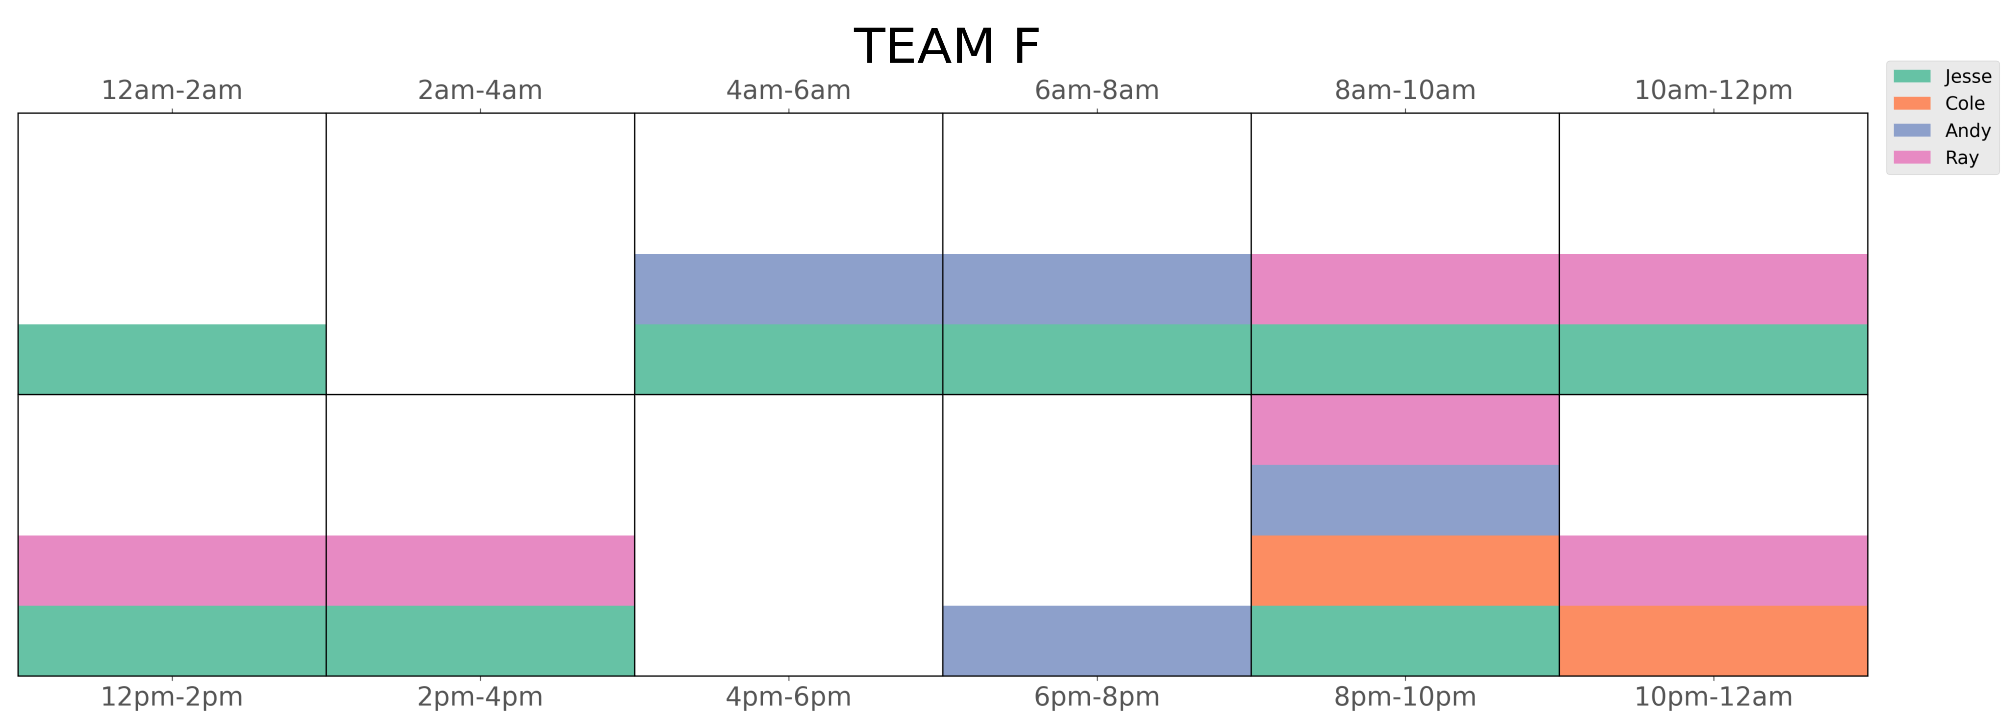 TEAM F
12am-2am 2am-4am 4am-6am 6am-8am 8am-10am 10am-12pm
Jesse
Cole
Andy
Ray
12pm-2pm 2pm-4pm 4pm-6pm 6pm-8pm 8pm-10pm 10pm-12am